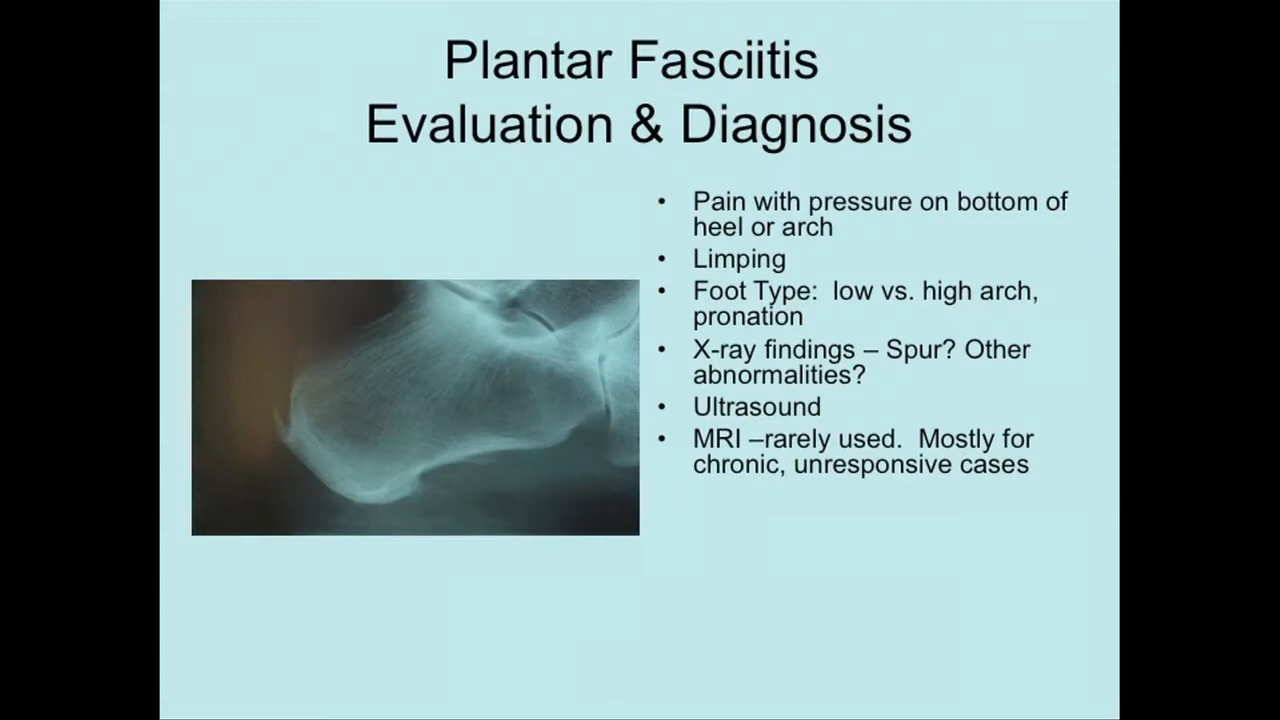 Plantar Fasciitis
Evaluation & Diagnosis
• Pain with pressure on bottom of
heel or arch
• Limping
• Foot Type:  low vs. high arch,
pronation
• X-ray findings – Spur? Other
abnormalities?
• Ultrasound
• MRI –rarely used.  Mostly for
chronic, unresponsive cases